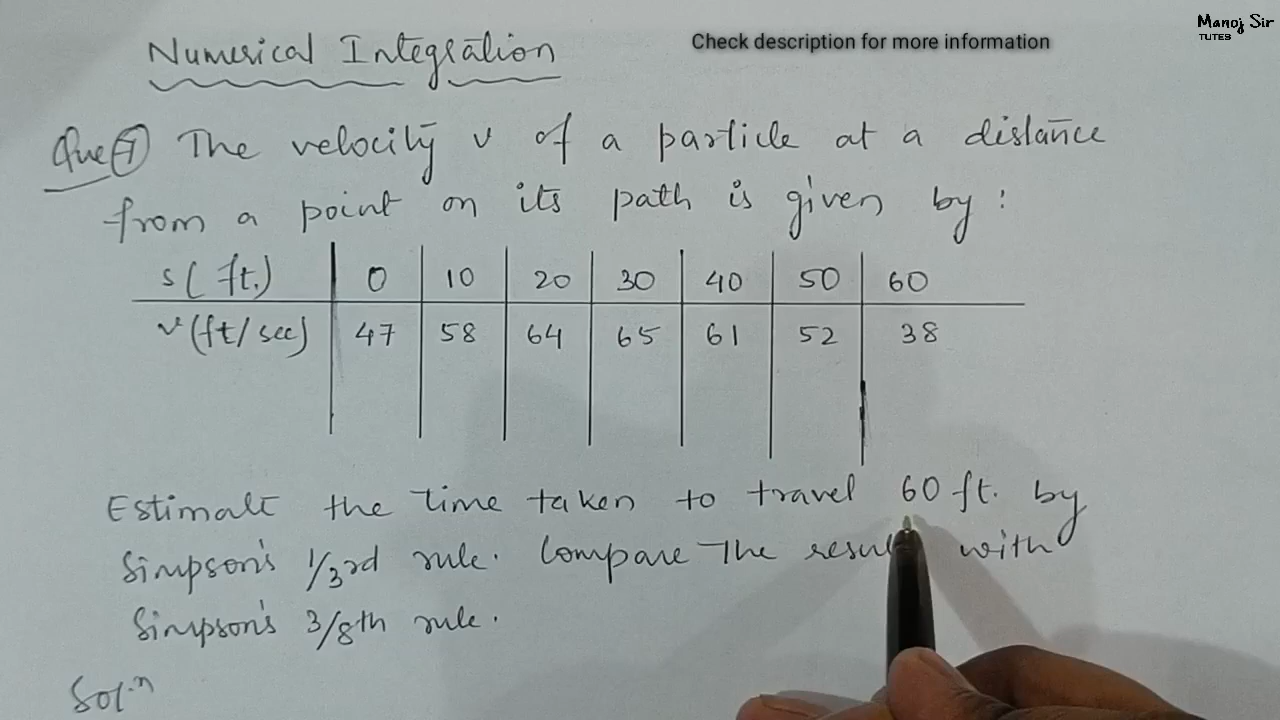 Manoj Sir
TUTES
Check description for more information
Numerical Integration
Que ① The velocity v of a particle at a distance
from a point on its path is given by :
s( ft.) 0 10 20 30 40 50 60
v(ft/sec) 47 58 64 65 61 52 38
Estimate the time taken to travel 60 ft. by
Simpson's 1/3rd rule. Compare The result with
Simpson's 3/8th rule.
Sol.n